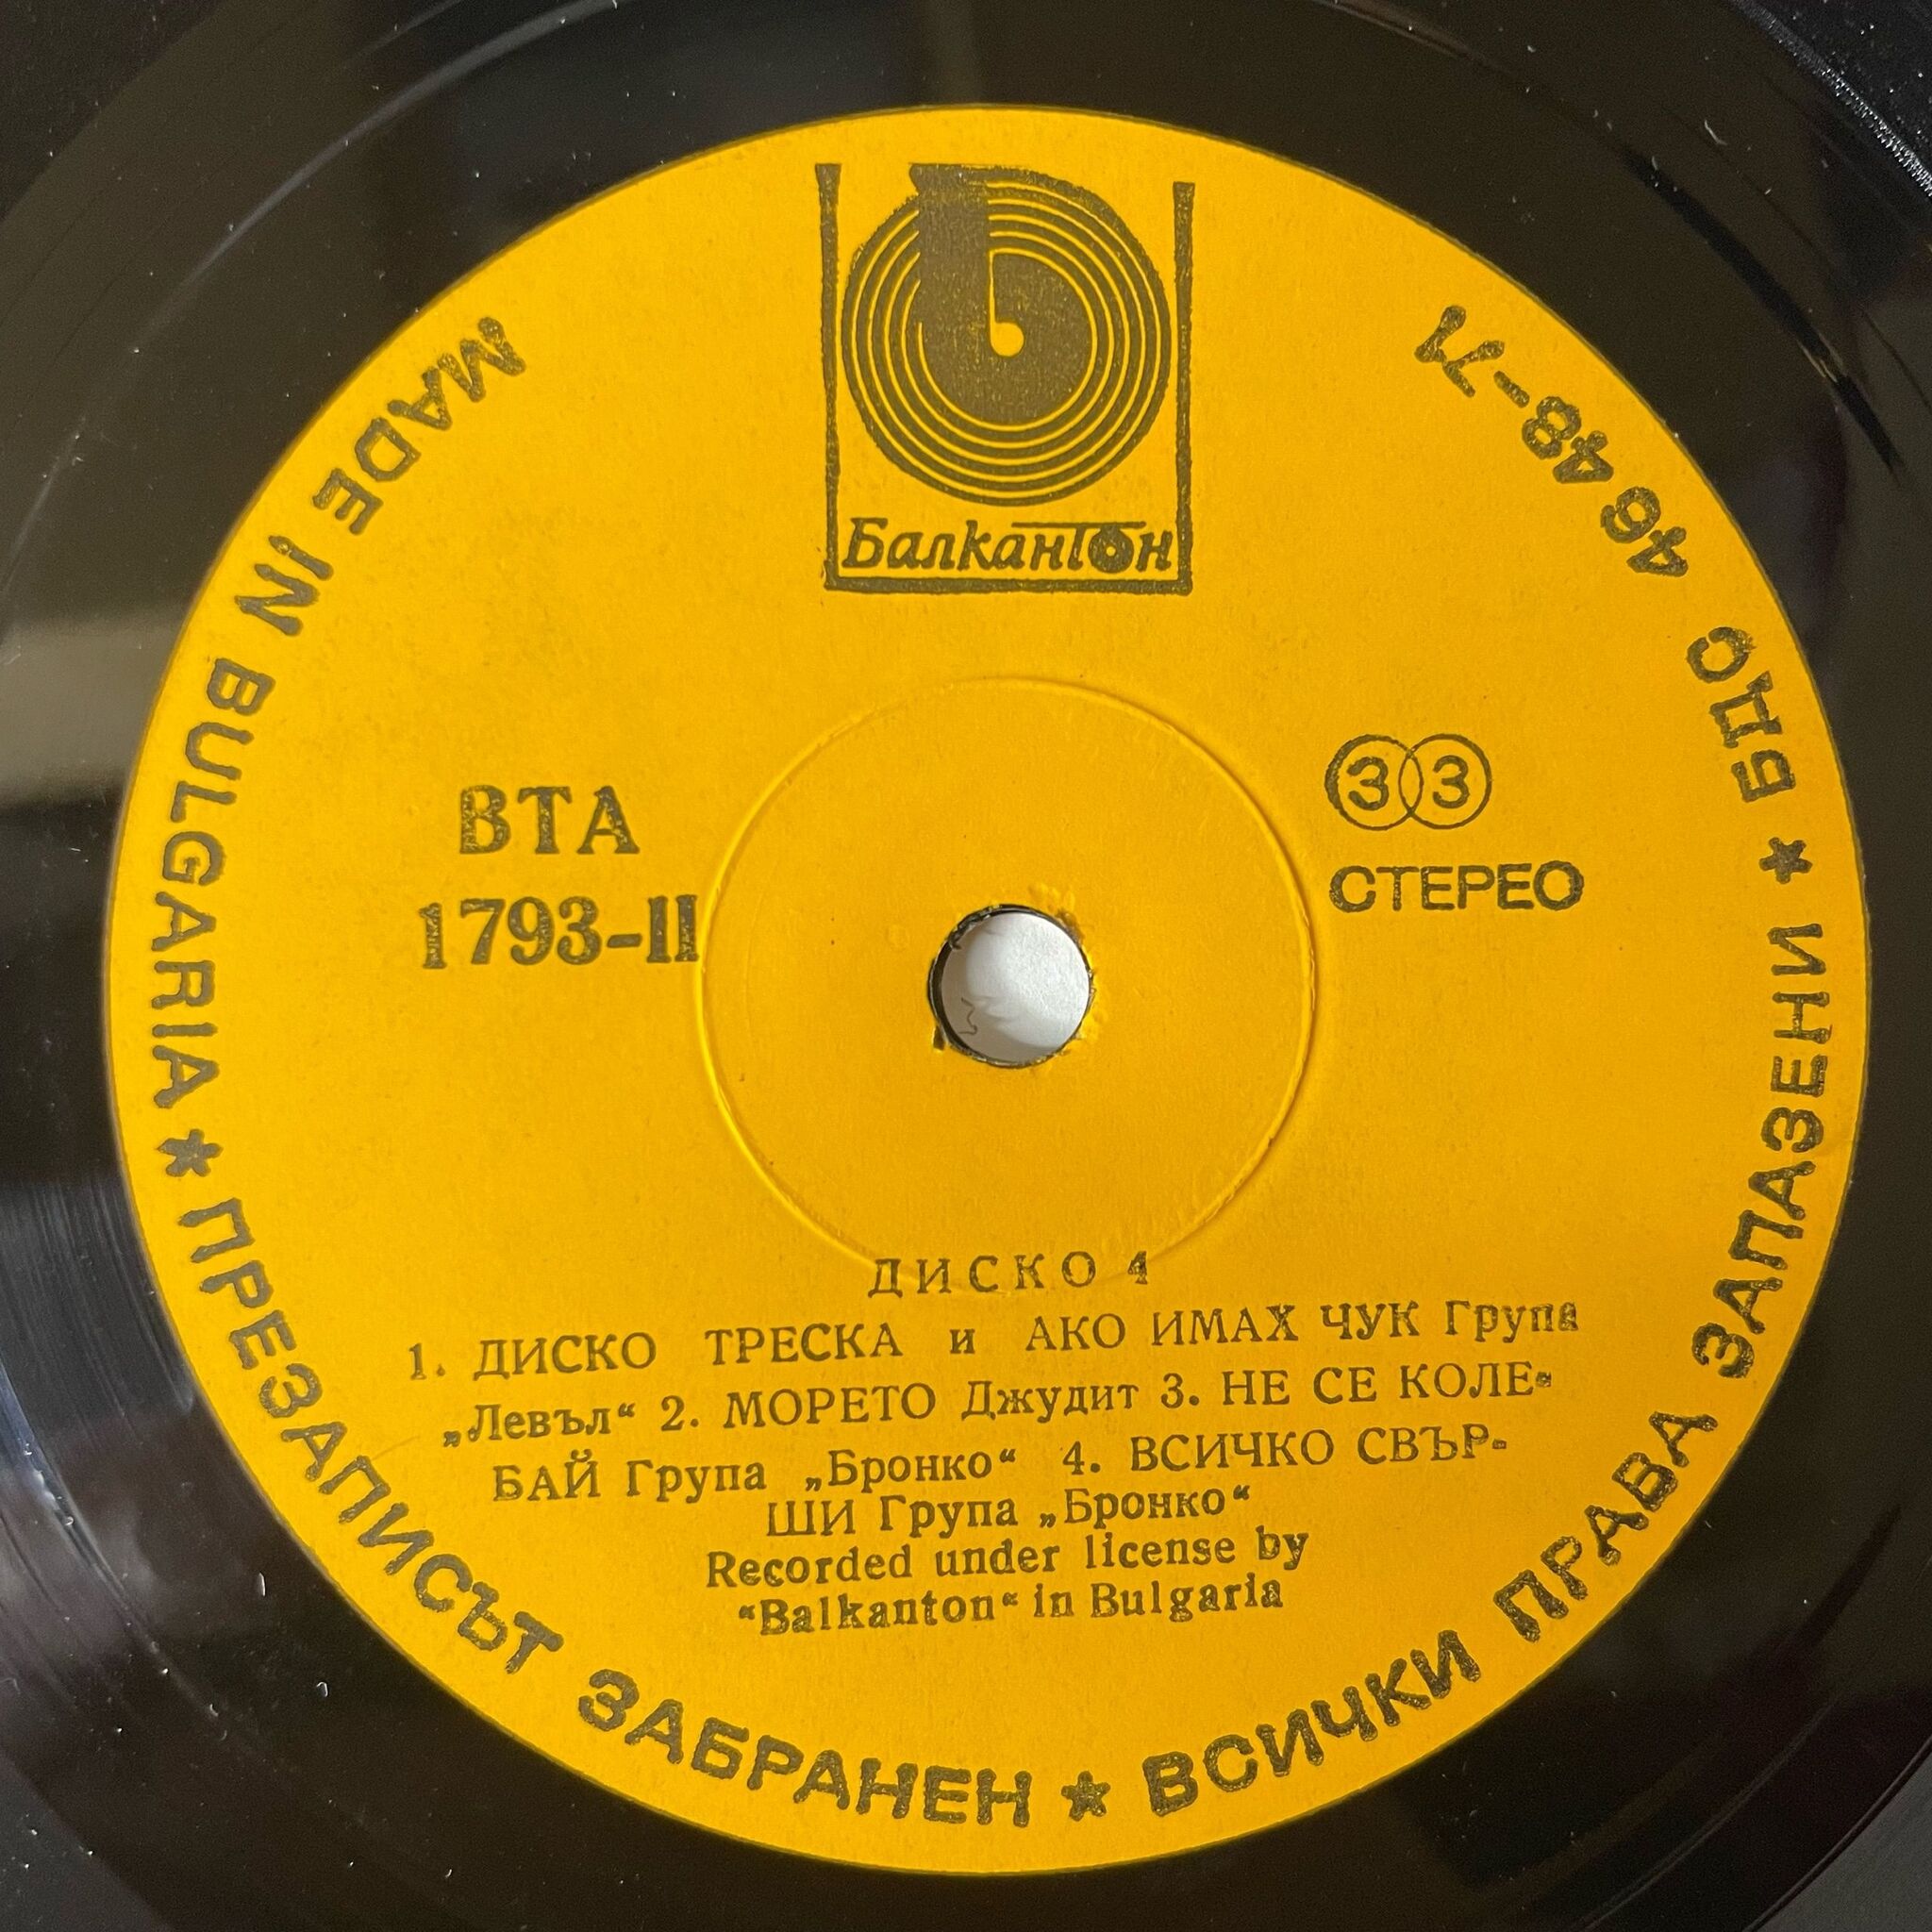 Балкантон
MADE IN BULGARIA ★ ПРЕЗАПИСЪТ ЗАБРАНЕН ★ ВСИЧКИ ПРАВА ЗАПАЗЕНИ ★ БДО 4648-71
ВТА
1793-II
33
СТЕРЕО
ДИСКО 4
1. ДИСКО ТРЕСКА и АКО ИМАХ ЧУК Група
„Левъл“ 2. МОРЕТО Джудит 3. НЕ СЕ КОЛЕ-
БАЙ Група „Бронко“ 4. ВСИЧКО СВЪР-
ШИ Група „Бронко“
Recorded under license by
“Balkanton“ in Bulgaria